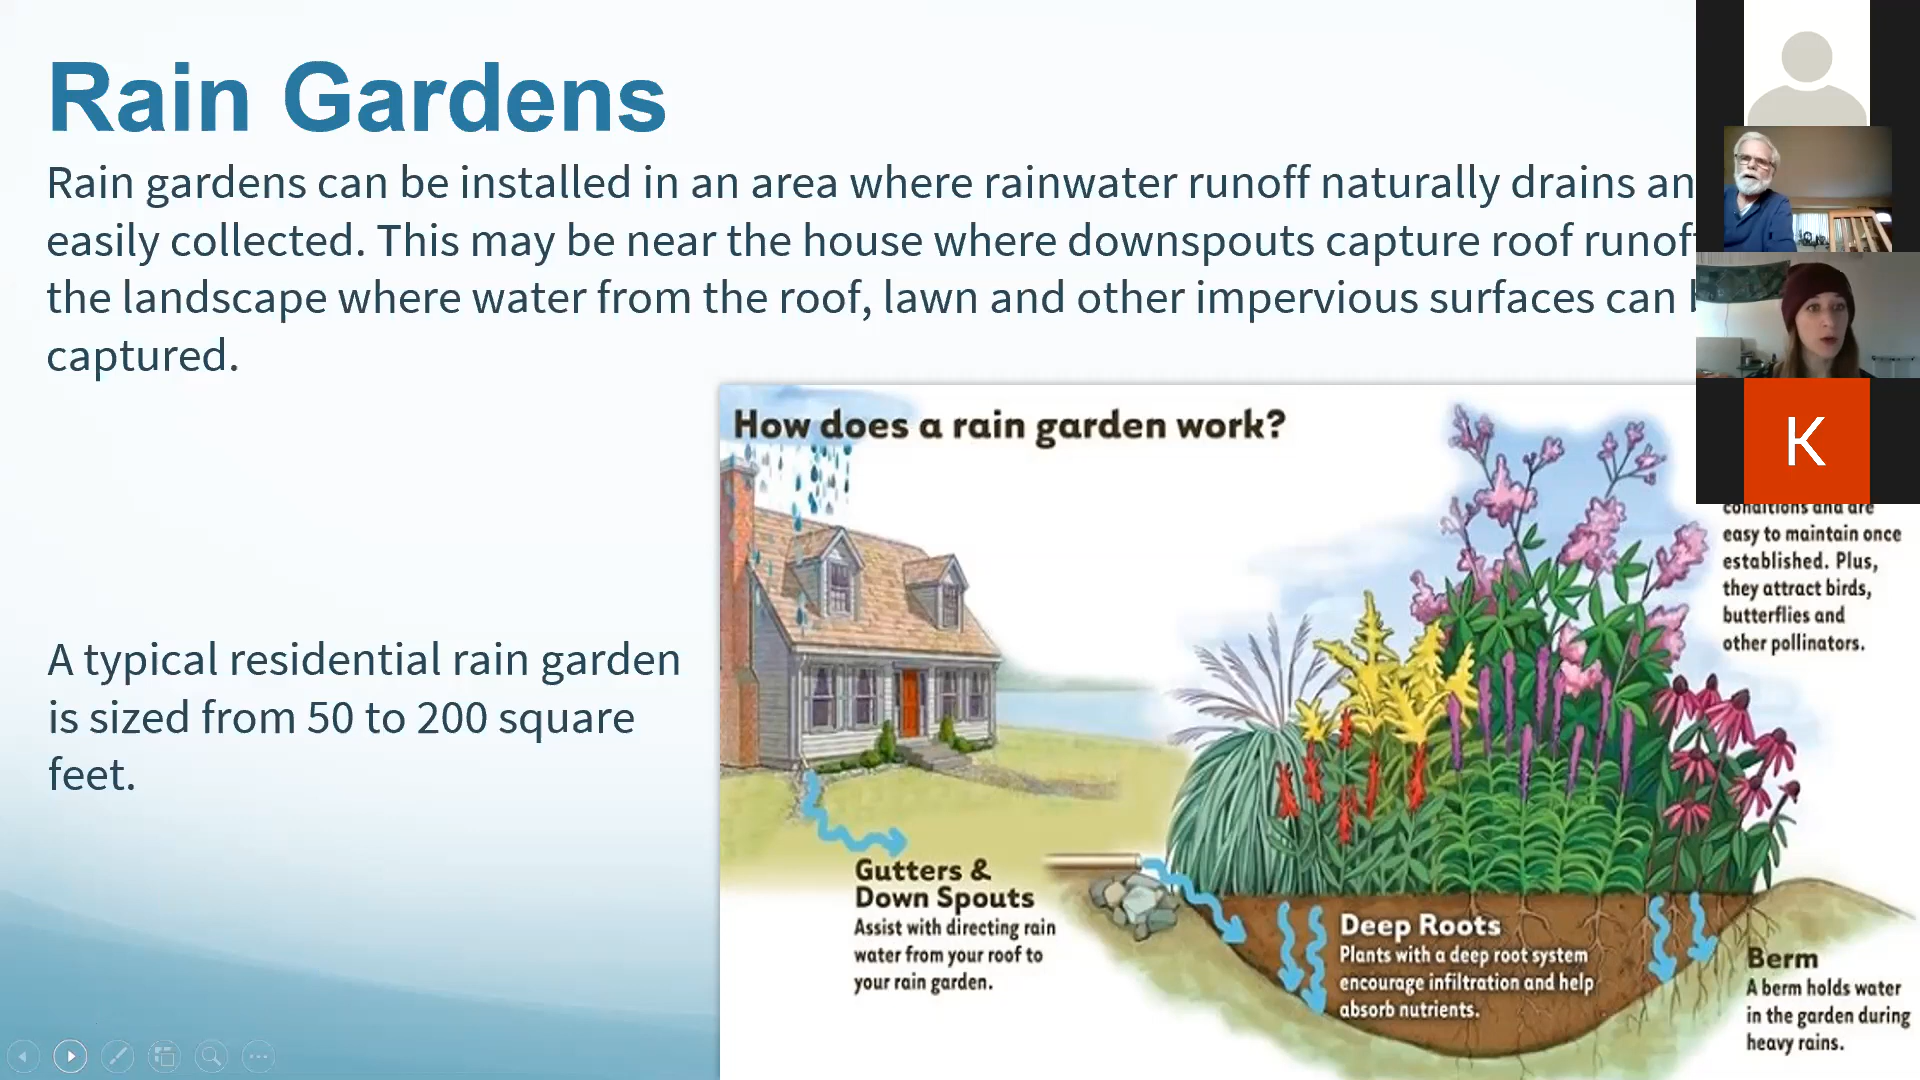 Rain Gardens
Rain gardens can be installed in an area where rainwater runoff naturally drains an
easily collected. This may be near the house where downspouts capture roof runoff
the landscape where water from the roof, lawn and other impervious surfaces can
captured.
How does a rain garden work?
K
conditions and are
easy to maintain once
established. Plus,
they attract birds,
butterflies and
other pollinators.
A typical residential rain garden
is sized from 50 to 200 square
feet.
Gutters &
Down Spouts
Assist with directing rain
water from your roof to
your rain garden.
Deep Roots
Plants with a deep root system
encourage infiltration and help
absorb nutrients.
Berm
A berm holds water
in the garden during
heavy rains.